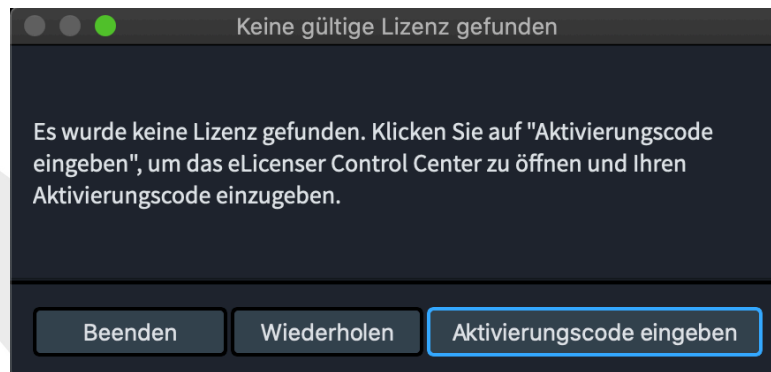 Keine gültige Lizenz gefunden
Es wurde keine Lizenz gefunden. Klicken Sie auf "Aktivierungscode
eingeben", um das eLicenser Control Center zu öffnen und Ihren
Aktivierungscode einzugeben.
Beenden Wiederholen Aktivierungscode eingeben